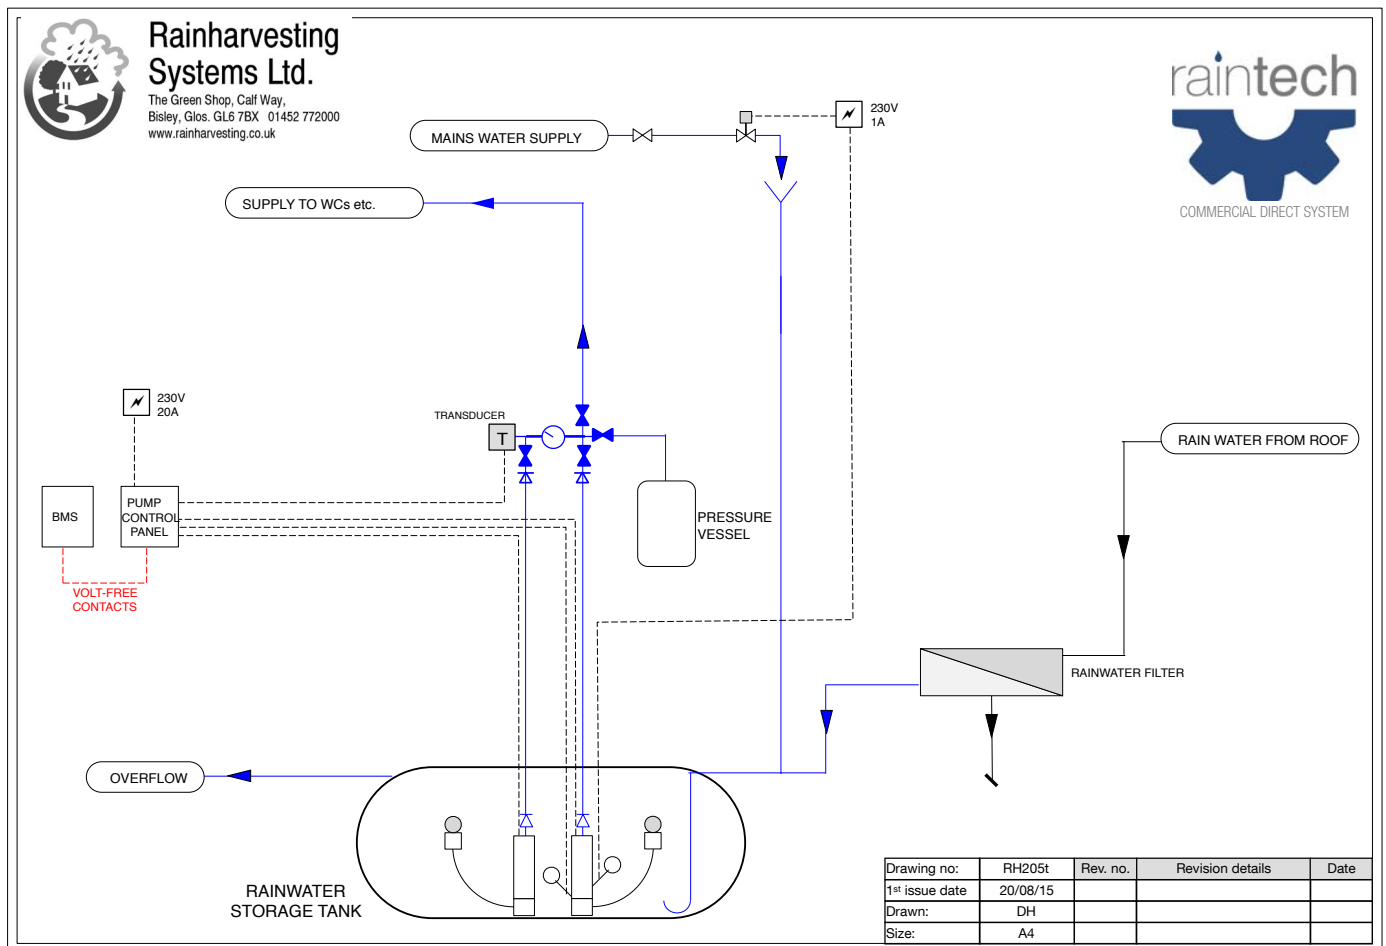 Rainharvesting
Systems Ltd.
The Green Shop, Calf Way,
Bisley, Glos. GL6 7BX   01452 772000
www.rainharvesting.co.uk
raintech
COMMERCIAL DIRECT SYSTEM
230V
1A
MAINS WATER SUPPLY
SUPPLY TO WCs etc.
230V
20A
TRANSDUCER
T
RAIN WATER FROM ROOF
BMS
PUMP
CONTROL
PANEL
PRESSURE
VESSEL
VOLT-FREE
CONTACTS
RAINWATER FILTER
OVERFLOW
RAINWATER
STORAGE TANK
Drawing no: RH205t Rev. no. Revision details Date
1st issue date 20/08/15
Drawn: DH
Size: A4